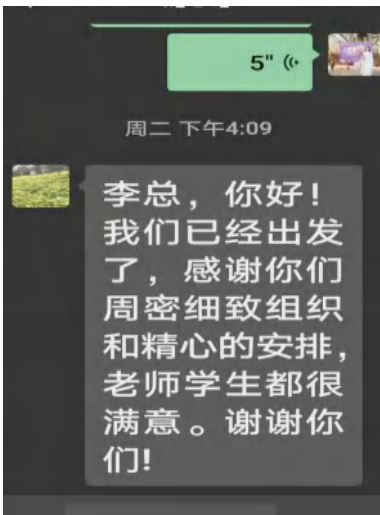 5"
周二 下午4:09
李总，你好！
我们已经出发
了，感谢你们
周密细致组织
和精心的安排，
老师学生都很
满意。谢谢你
们!